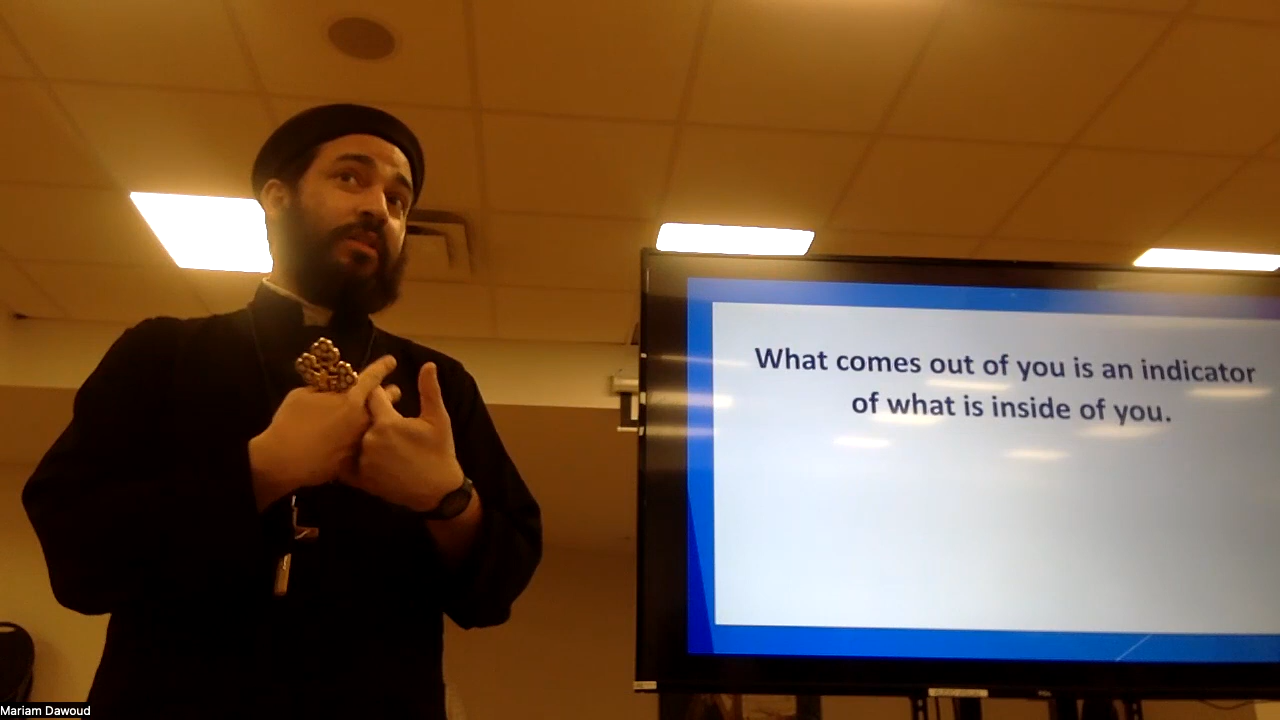 What comes out of you is an indicator
of what is inside of you.
Mariam Dawoud